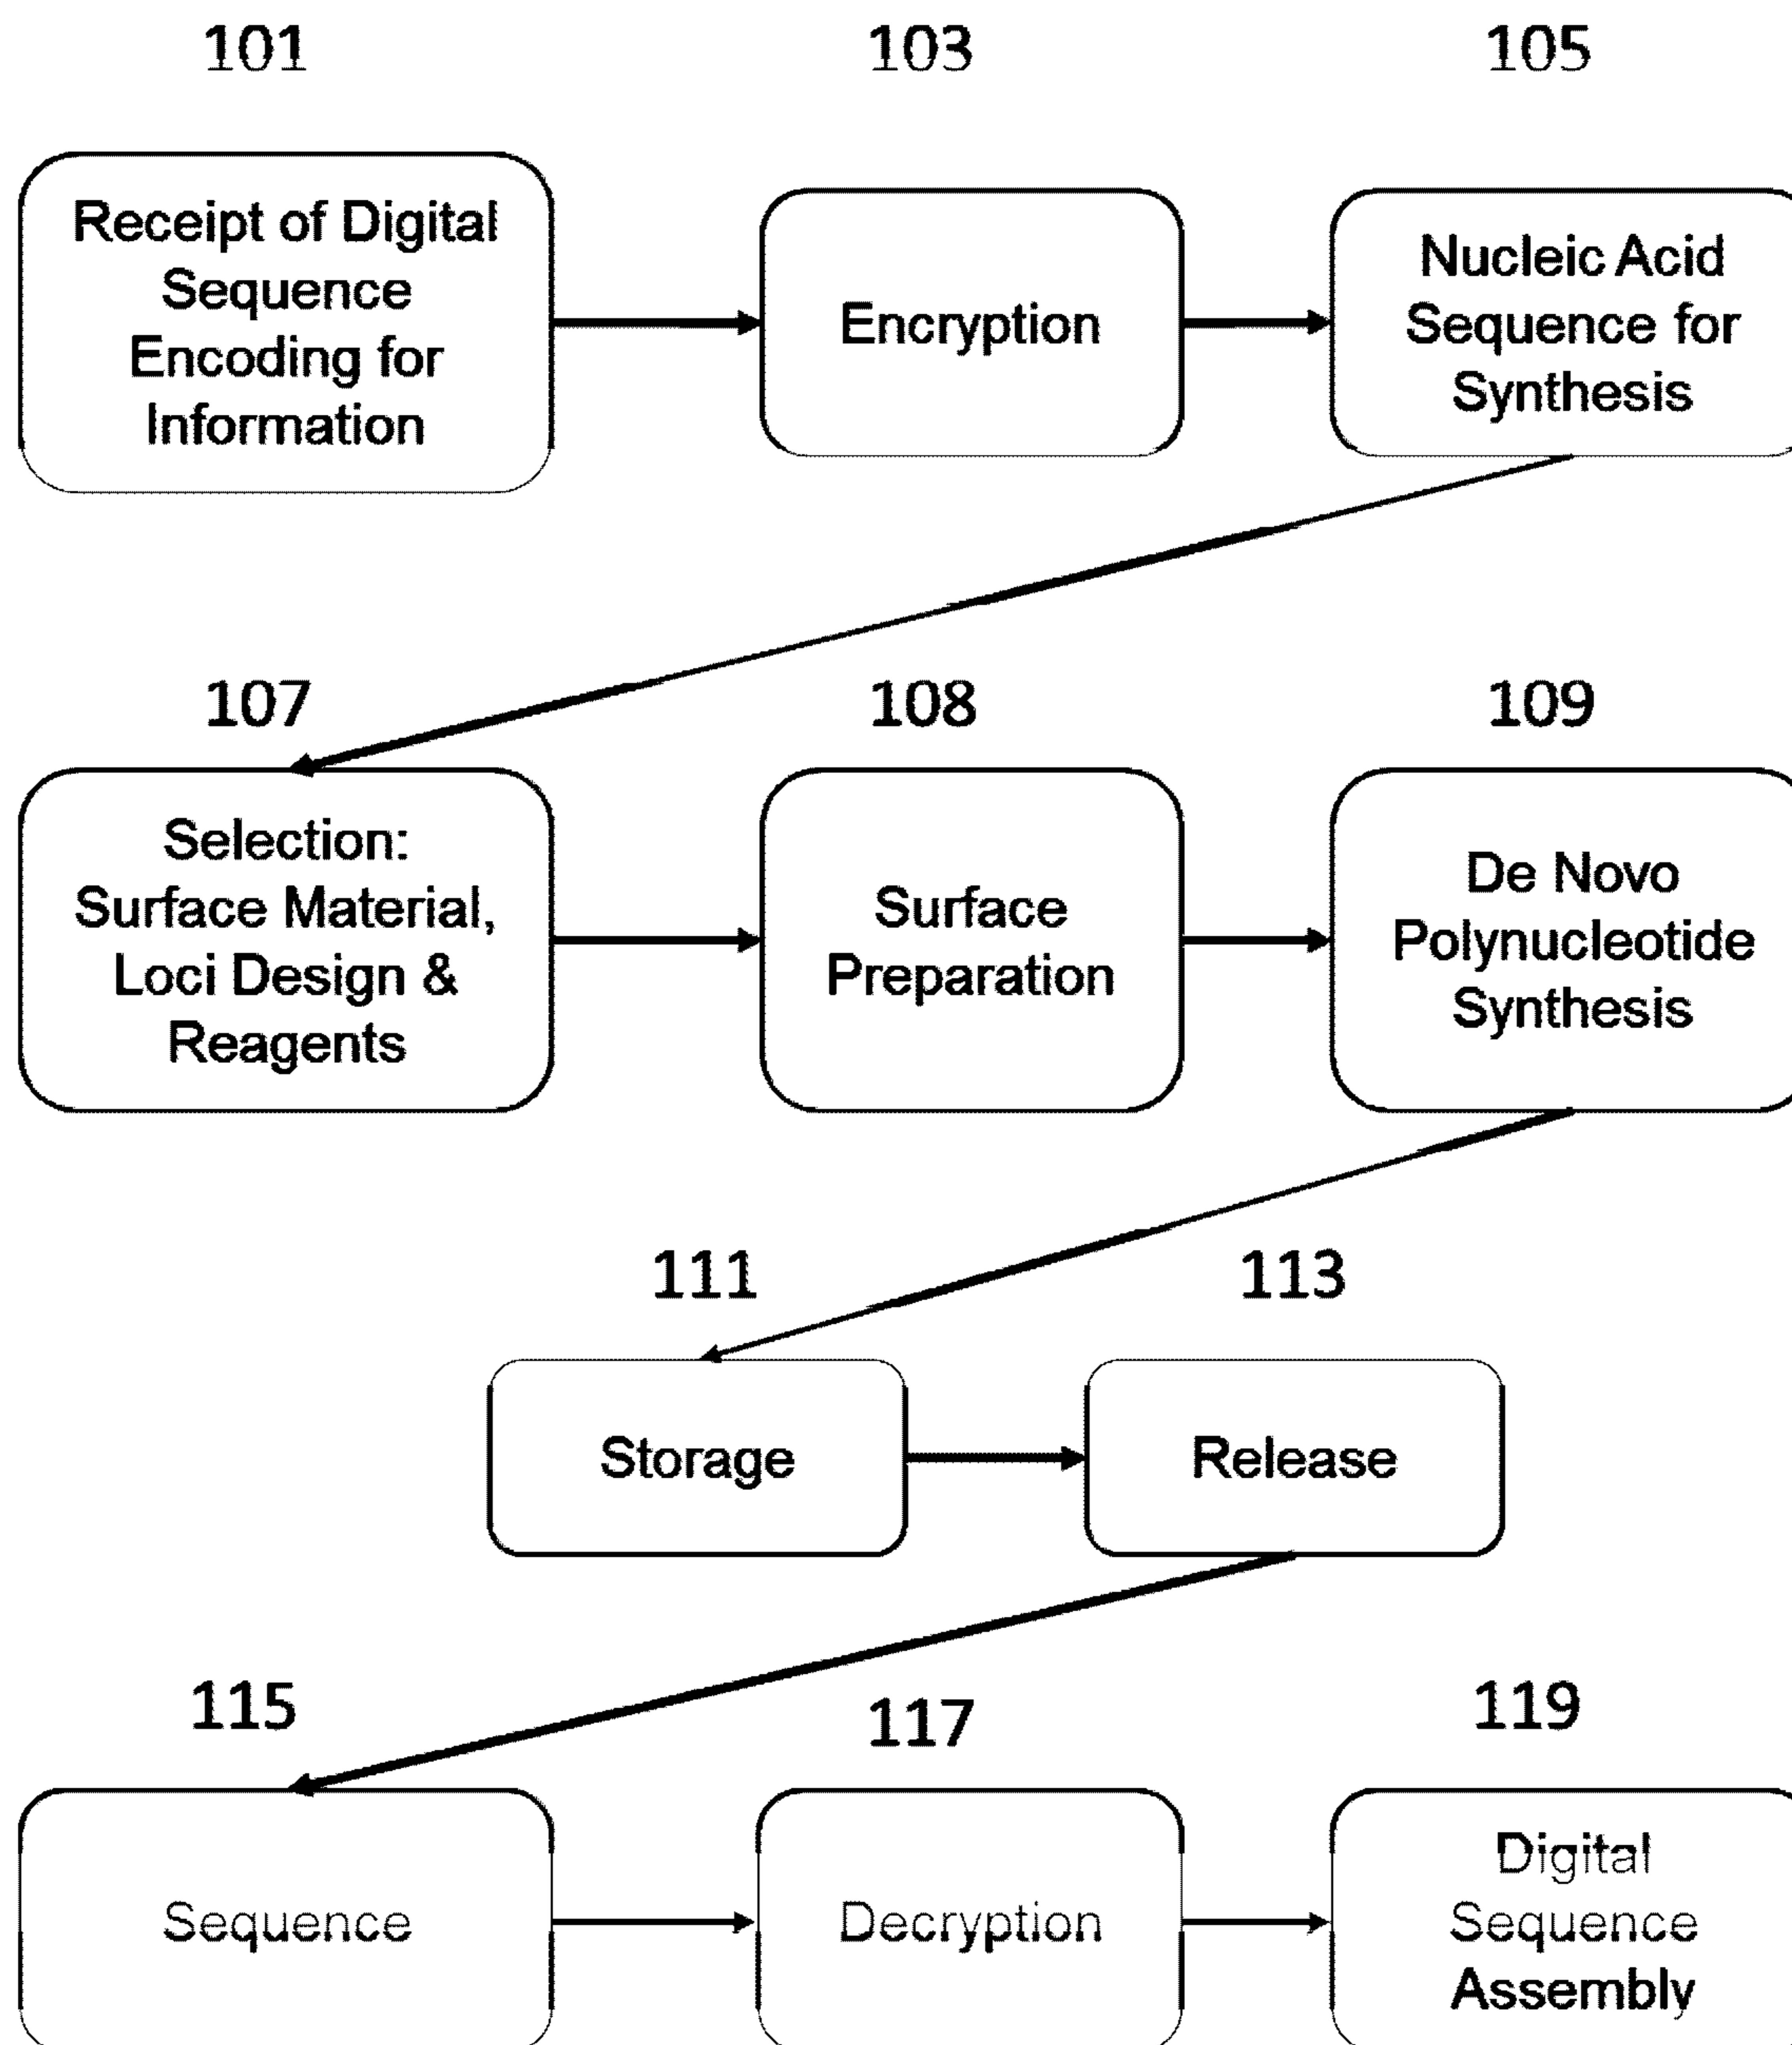 101
103
105
Receipt of Digital
Sequence
Encoding for
Information
Encryption
Nucleic Acid
Sequence for
Synthesis
107
108
109
Selection:
Surface Material,
Loci Design &
Reagents
Surface
Preparation
De Novo
Polynucleotide
Synthesis
111
113
Storage
Release
115
117
119
Sequence
Decryption
Digital
Sequence
Assembly